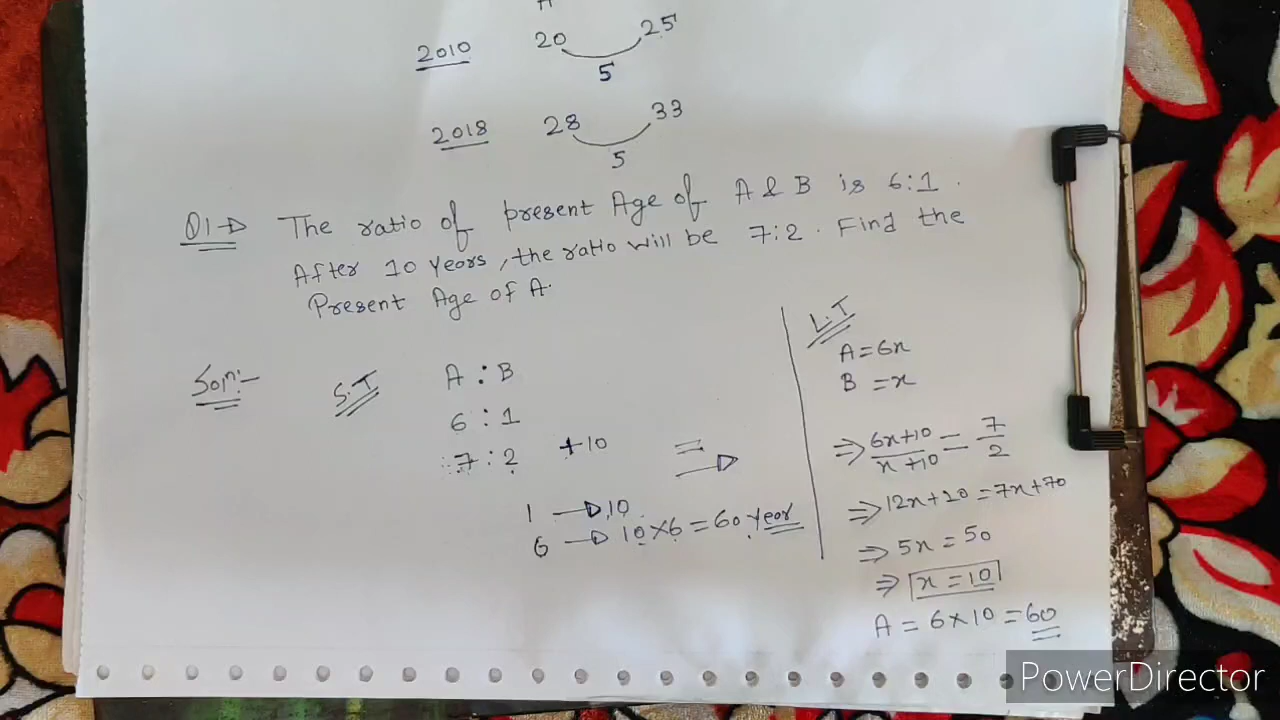 2010 20 25
5
2018 28 33
5
Q1→ The ratio of present Age of A & B is 6:1.
After 10 Years, the ratio will be 7:2. Find the
Present Age of A.
Soln:-
S.T
A : B
6 : 1
7 : 2 +10
1 → 10
6 → 10×6 = 60 year
L.T
A = 6x
B = x
⇒ 6x+10 / x+10 = 7 / 2
⇒ 12x+20 = 7x+70
⇒ 5x = 50
⇒ x = 10
A = 6×10 = 60
PowerDirector